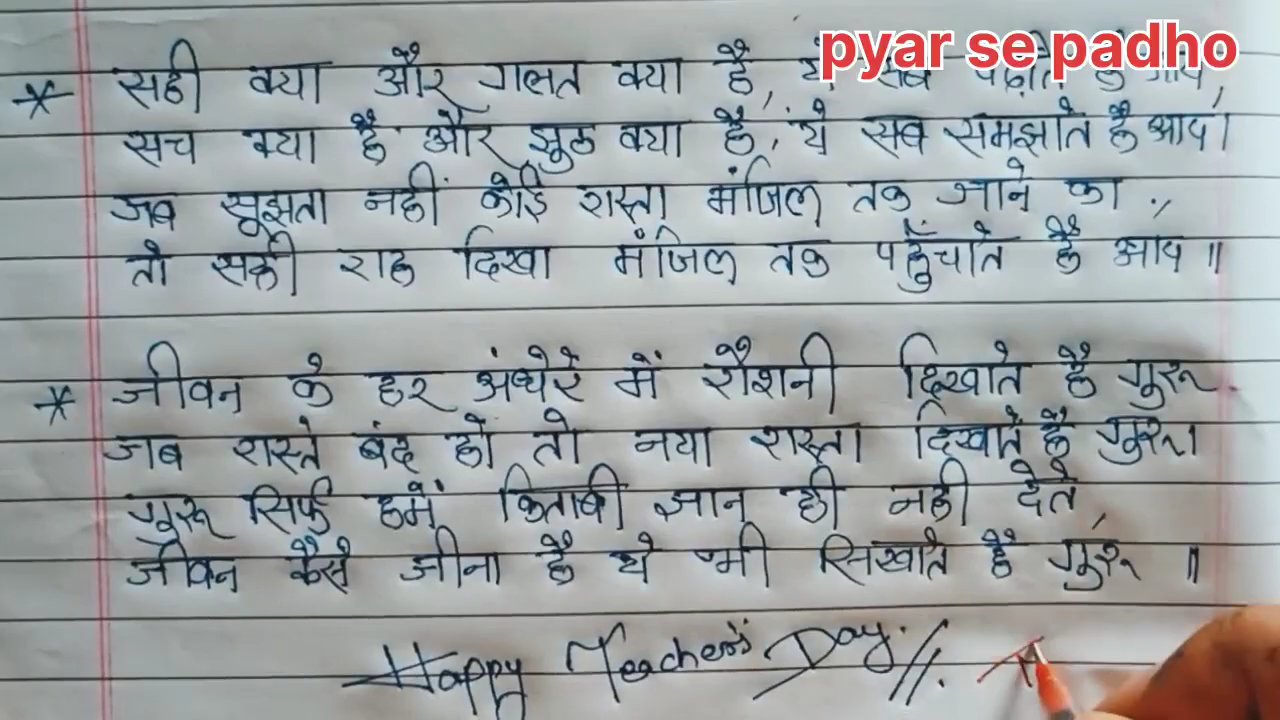 pyar se padho
* सही क्या और गलत क्या है, ये सब
सच क्या है और झुठ क्या है, ये सब समझाते है आप।
जब सूझता नहीं कोई रास्ता मंजिल तक जाने का,
तो सही राह दिखा मंजिल तक पहुँचाते है आप॥
* जीवन के हर अंधेरे में रौशनी दिखाते है गुरू
जब रास्ते बंद हो तो नया रास्ता दिखाते है गुरू।
गुरू सिर्फ हमें किताबी ज्ञान ही नही देते,
जीवन कैसे जीना है ये भी सिखाते है गुरू॥
Happy Teacher's Day.//.